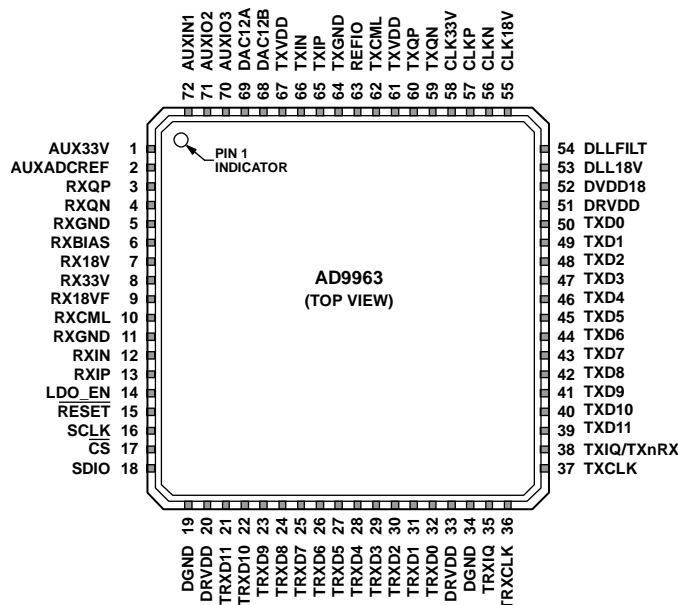 72 AUXIN1
71 AUXIO2
70 AUXIO3
69 DAC12A
68 DAC12B
67 TXVDD
66 TXIN
65 TXIP
64 TXGND
63 REFIO
62 TXCML
61 TXVDD
60 TXQP
59 TXQN
58 CLK33V
57 CLKP
56 CLKN
55 CLK18V
AUX33V 1
AUXADCREF 2
RXQP 3
RXQN 4
RXGND 5
RXBIAS 6
RX18V 7
RX33V 8
RX18VF 9
RXCML 10
RXGND 11
RXIN 12
RXIP 13
LDO_EN 14
RESET 15
SCLK 16
CS 17
SDIO 18
PIN 1
INDICATOR
AD9963
(TOP VIEW)
54 DLLFILT
53 DLL18V
52 DVDD18
51 DRVDD
50 TXD0
49 TXD1
48 TXD2
47 TXD3
46 TXD4
45 TXD5
44 TXD6
43 TXD7
42 TXD8
41 TXD9
40 TXD10
39 TXD11
38 TXIQ/TXnRX
37 TXCLK
DGND 19
DRVDD 20
TRXD11 21
TRXD10 22
TRXD9 23
TRXD8 24
TRXD7 25
TRXD6 26
TRXD5 27
TRXD4 28
TRXD3 29
TRXD2 30
TRXD1 31
TRXD0 32
DRVDD 33
DGND 34
TRXIQ 35
TRXCLK 36